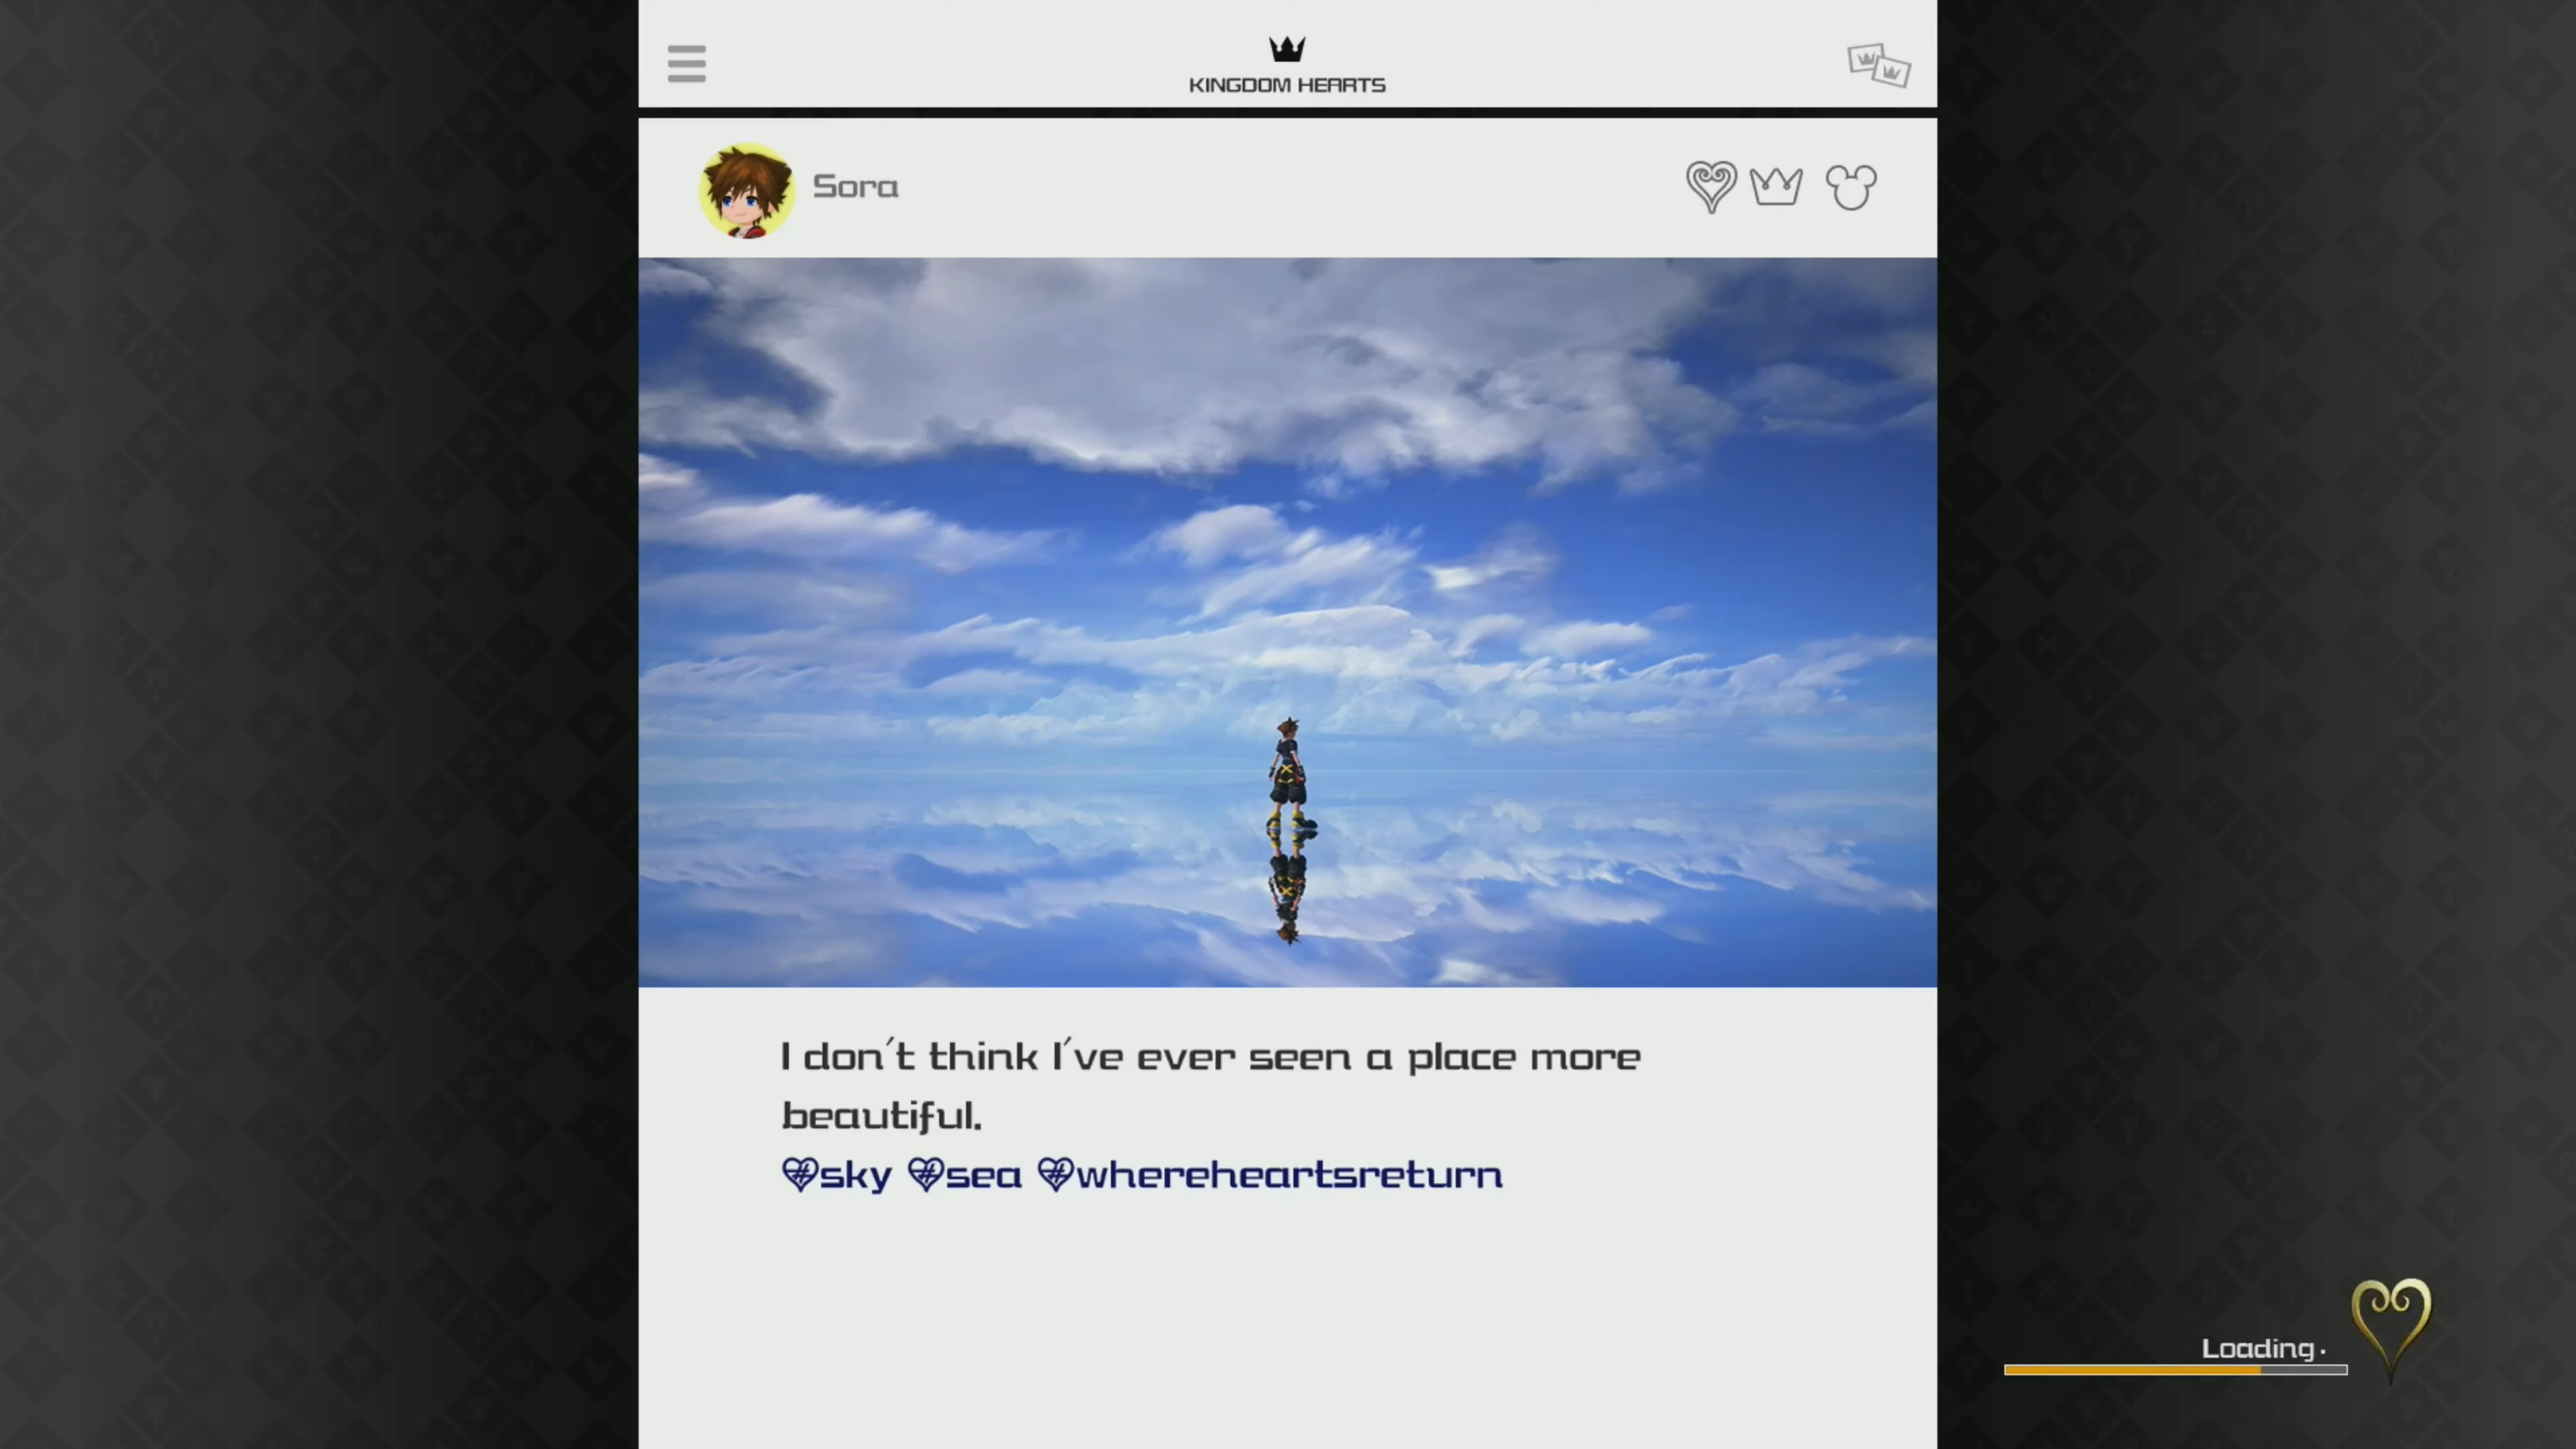 KINGDOM HEARTS
Sora
I don't think I've ever seen a place more
beautiful.
#sky #sea #whereheartsreturn
Loading.